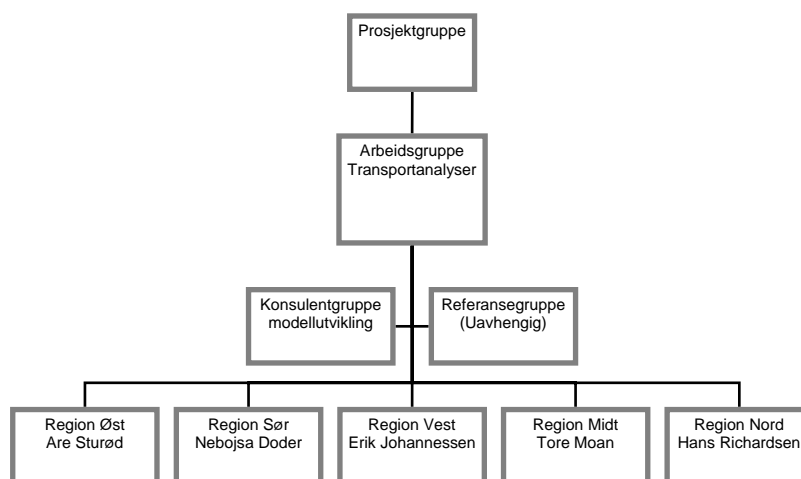 Prosjektgruppe
Arbeidsgruppe
Transportanalyser
Konsulentgruppe
modellutvikling
Referansegruppe
(Uavhengig)
Region Øst
Are Sturød
Region Sør
Nebojsa Doder
Region Vest
Erik Johannessen
Region Midt
Tore Moan
Region Nord
Hans Richardsen